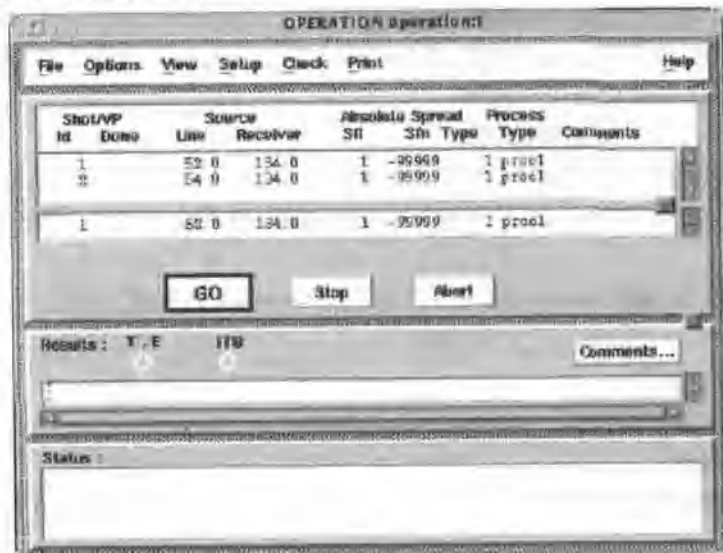 OPERATION operation:1
File Options View Setup Check Print Help
Shot/VP Source Absolute Spread Process
Id Done Line Receiver Sfl Sfn Type Type Comments
1 52.0 134.0 1 -99999 1 proc1
2 54.0 134.0 1 -99999 1 proc1
1 52.0 134.0 1 -99999 1 proc1
GO Stop Abort
Results : T.E ITB
Comments...
Status :